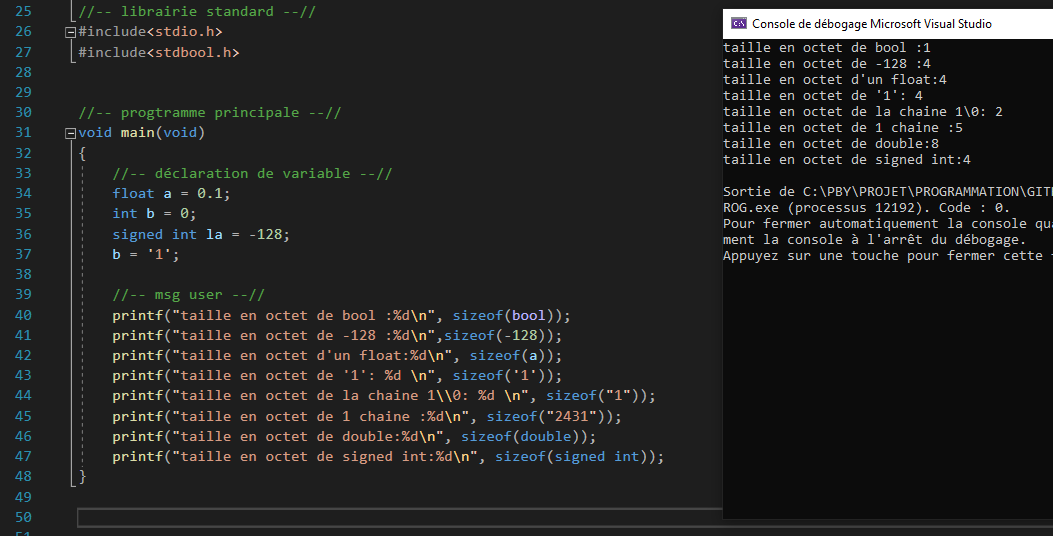 25 //-- librairie standard --//
26 #include<stdio.h>
27 #include<stdbool.h>
28
29
30 //-- progtramme principale --//
31 void main(void)
32 {
33 //-- déclaration de variable --//
34 float a = 0.1;
35 int b = 0;
36 signed int la = -128;
37 b = '1';
38
39 //-- msg user --//
40 printf("taille en octet de bool :%d\n", sizeof(bool));
41 printf("taille en octet de -128 :%d\n",sizeof(-128));
42 printf("taille en octet d'un float:%d\n", sizeof(a));
43 printf("taille en octet de '1': %d \n", sizeof('1'));
44 printf("taille en octet de la chaine 1\\0: %d \n", sizeof("1"));
45 printf("taille en octet de 1 chaine :%d\n", sizeof("2431"));
46 printf("taille en octet de double:%d\n", sizeof(double));
47 printf("taille en octet de signed int:%d\n", sizeof(signed int));
48 }
49
50
51
Console de débogage Microsoft Visual Studio
taille en octet de bool :1
taille en octet de -128 :4
taille en octet d'un float:4
taille en octet de '1': 4
taille en octet de la chaine 1\0: 2
taille en octet de 1 chaine :5
taille en octet de double:8
taille en octet de signed int:4
Sortie de C:\PBY\PROJET\PROGRAMMATION\GIT
ROG.exe (processus 12192). Code : 0.
Pour fermer automatiquement la console qu
ment la console à l'arrêt du débogage.
Appuyez sur une touche pour fermer cette